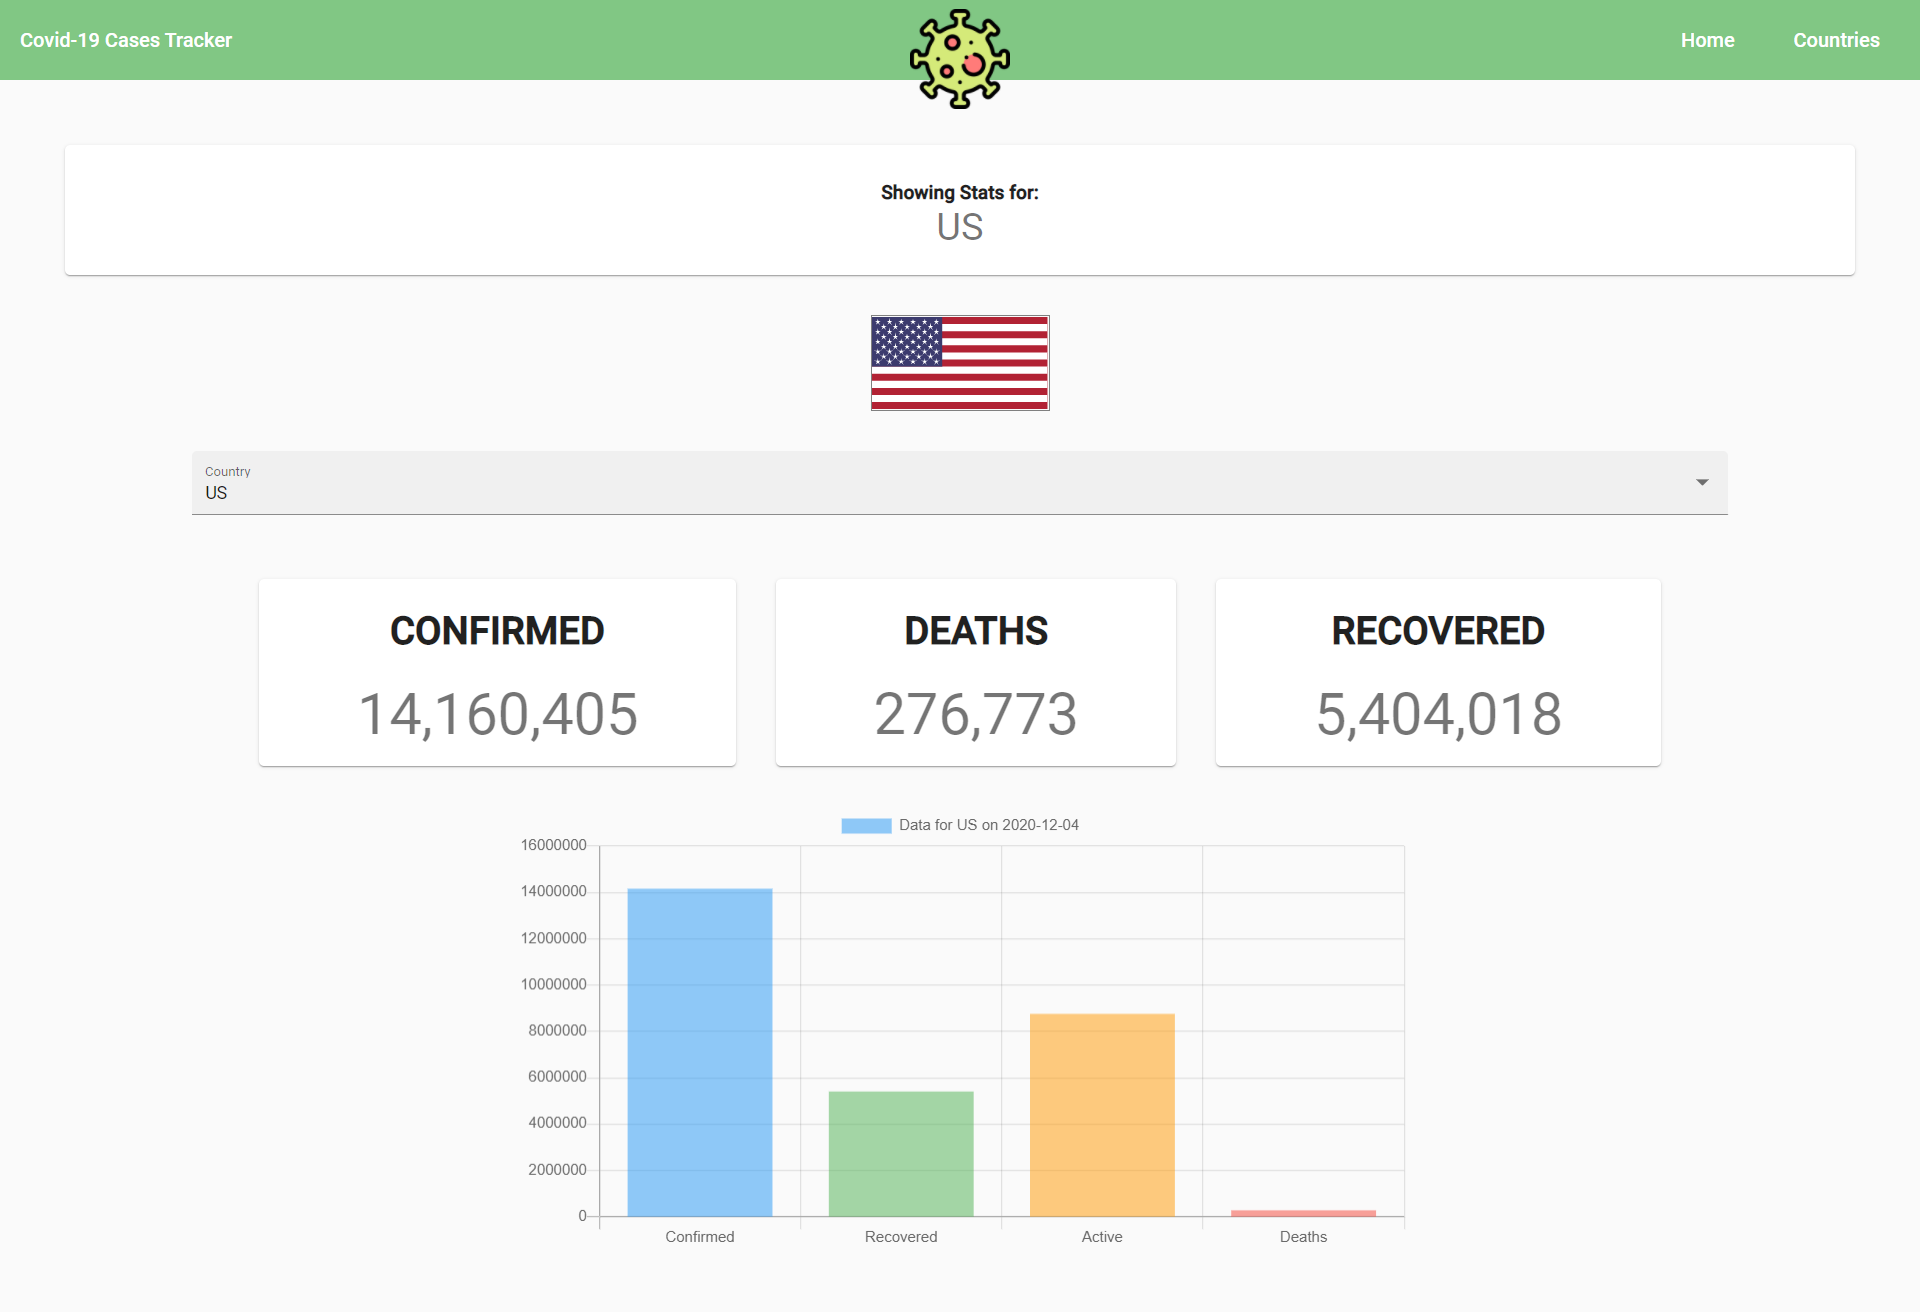 Covid-19 Cases Tracker
Home
Countries
Showing Stats for:
US
Country
US
CONFIRMED
14,160,405
DEATHS
276,773
RECOVERED
5,404,018
Data for US on 2020-12-04
16000000
14000000
12000000
10000000
8000000
6000000
4000000
2000000
0
Confirmed
Recovered
Active
Deaths